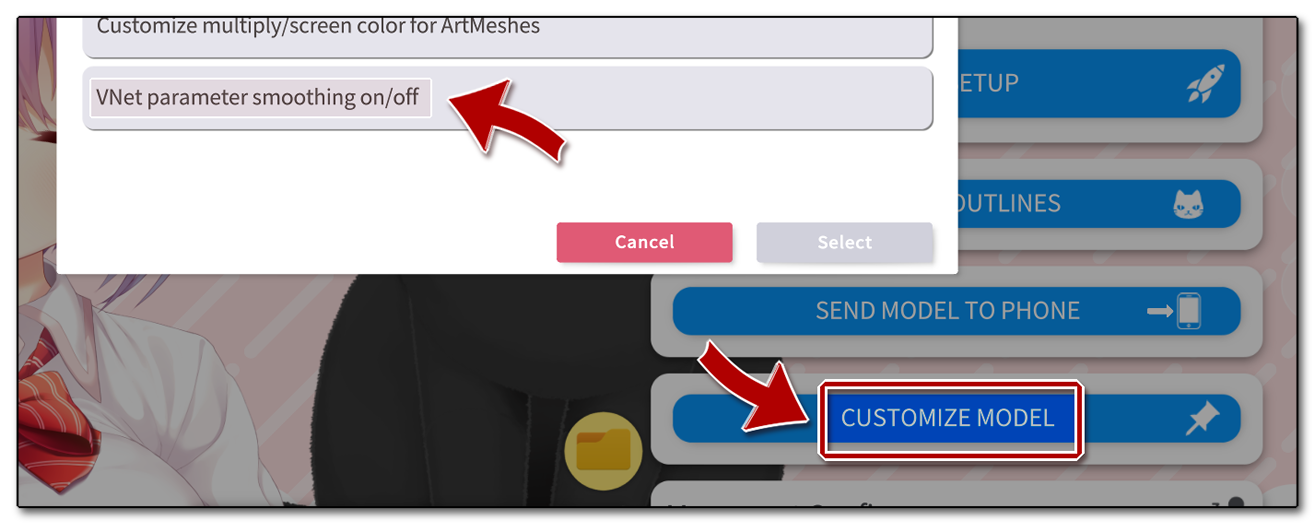 Customize multiply/screen color for ArtMeshes
VNet parameter smoothing on/off
Cancel
Select
ETUP
OUTLINES
SEND MODEL TO PHONE
CUSTOMIZE MODEL